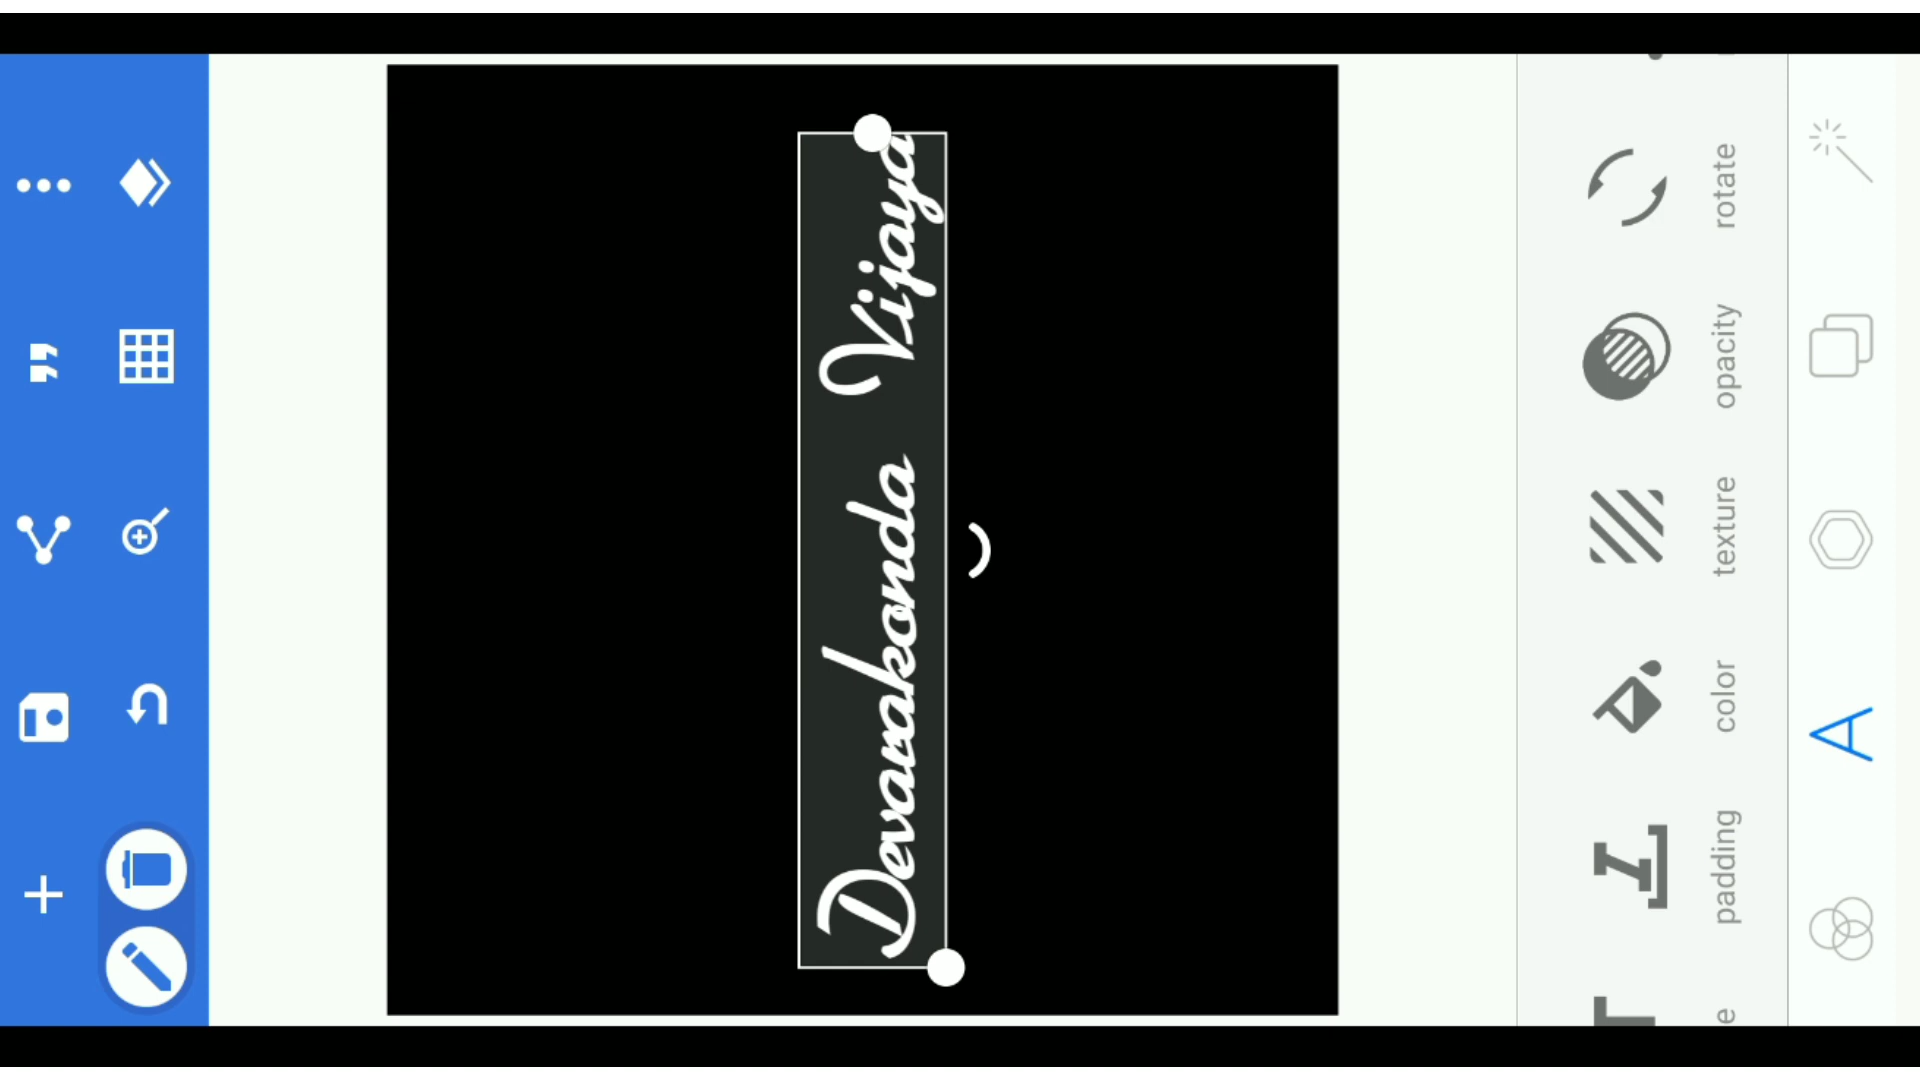 Devarakonda Vijaya
padding
color
texture
opacity
rotate